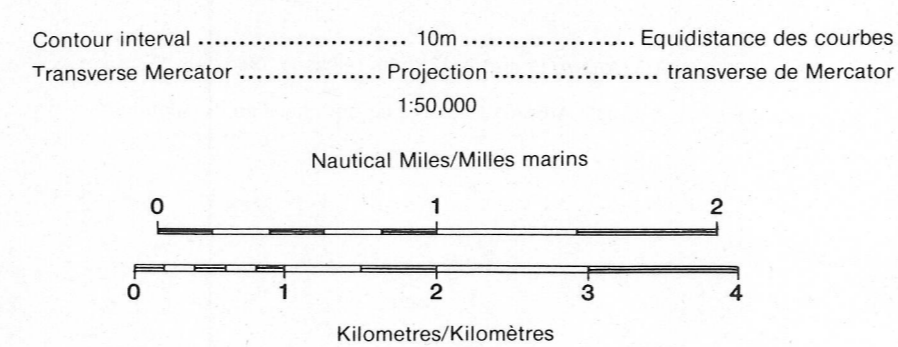 Contour interval ........................ 10m ...................... Equidistance des courbes
Transverse Mercator ................ Projection .................. transverse de Mercator
1:50,000
Nautical Miles/Milles marins
0 1 2
0 1 2 3 4
Kilometres/Kilomètres